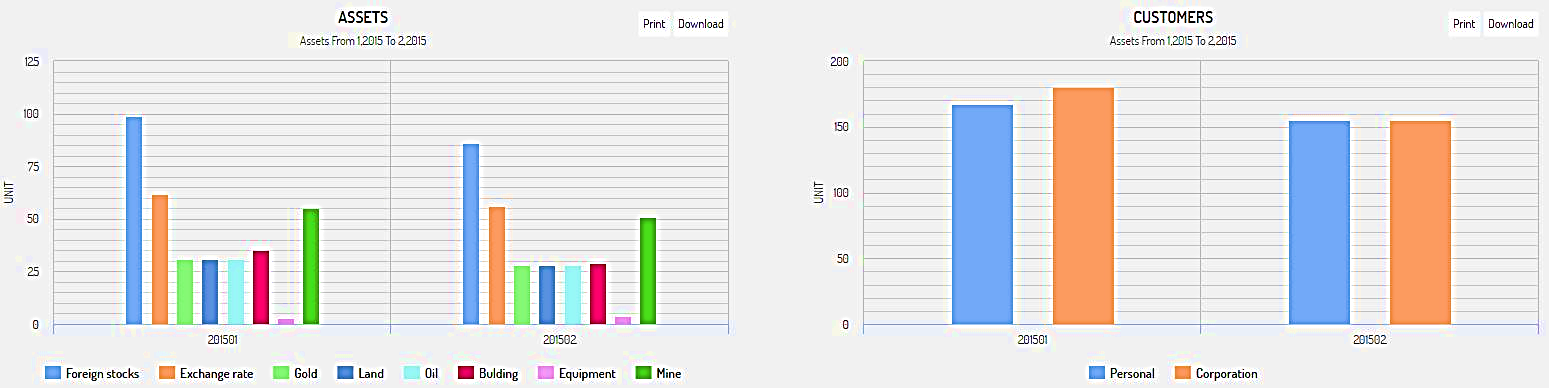 ASSETS
Print Download
Assets From 1,2015 To 2,2015
125
100
75
50
25
0
UNIT
201501 201502
Foreign stocks Exchange rate Gold Land Oil Bulding Equipment Mine
CUSTOMERS
Print Download
Assets From 1,2015 To 2,2015
200
150
100
50
0
UNIT
201501 201502
Personal Corporation